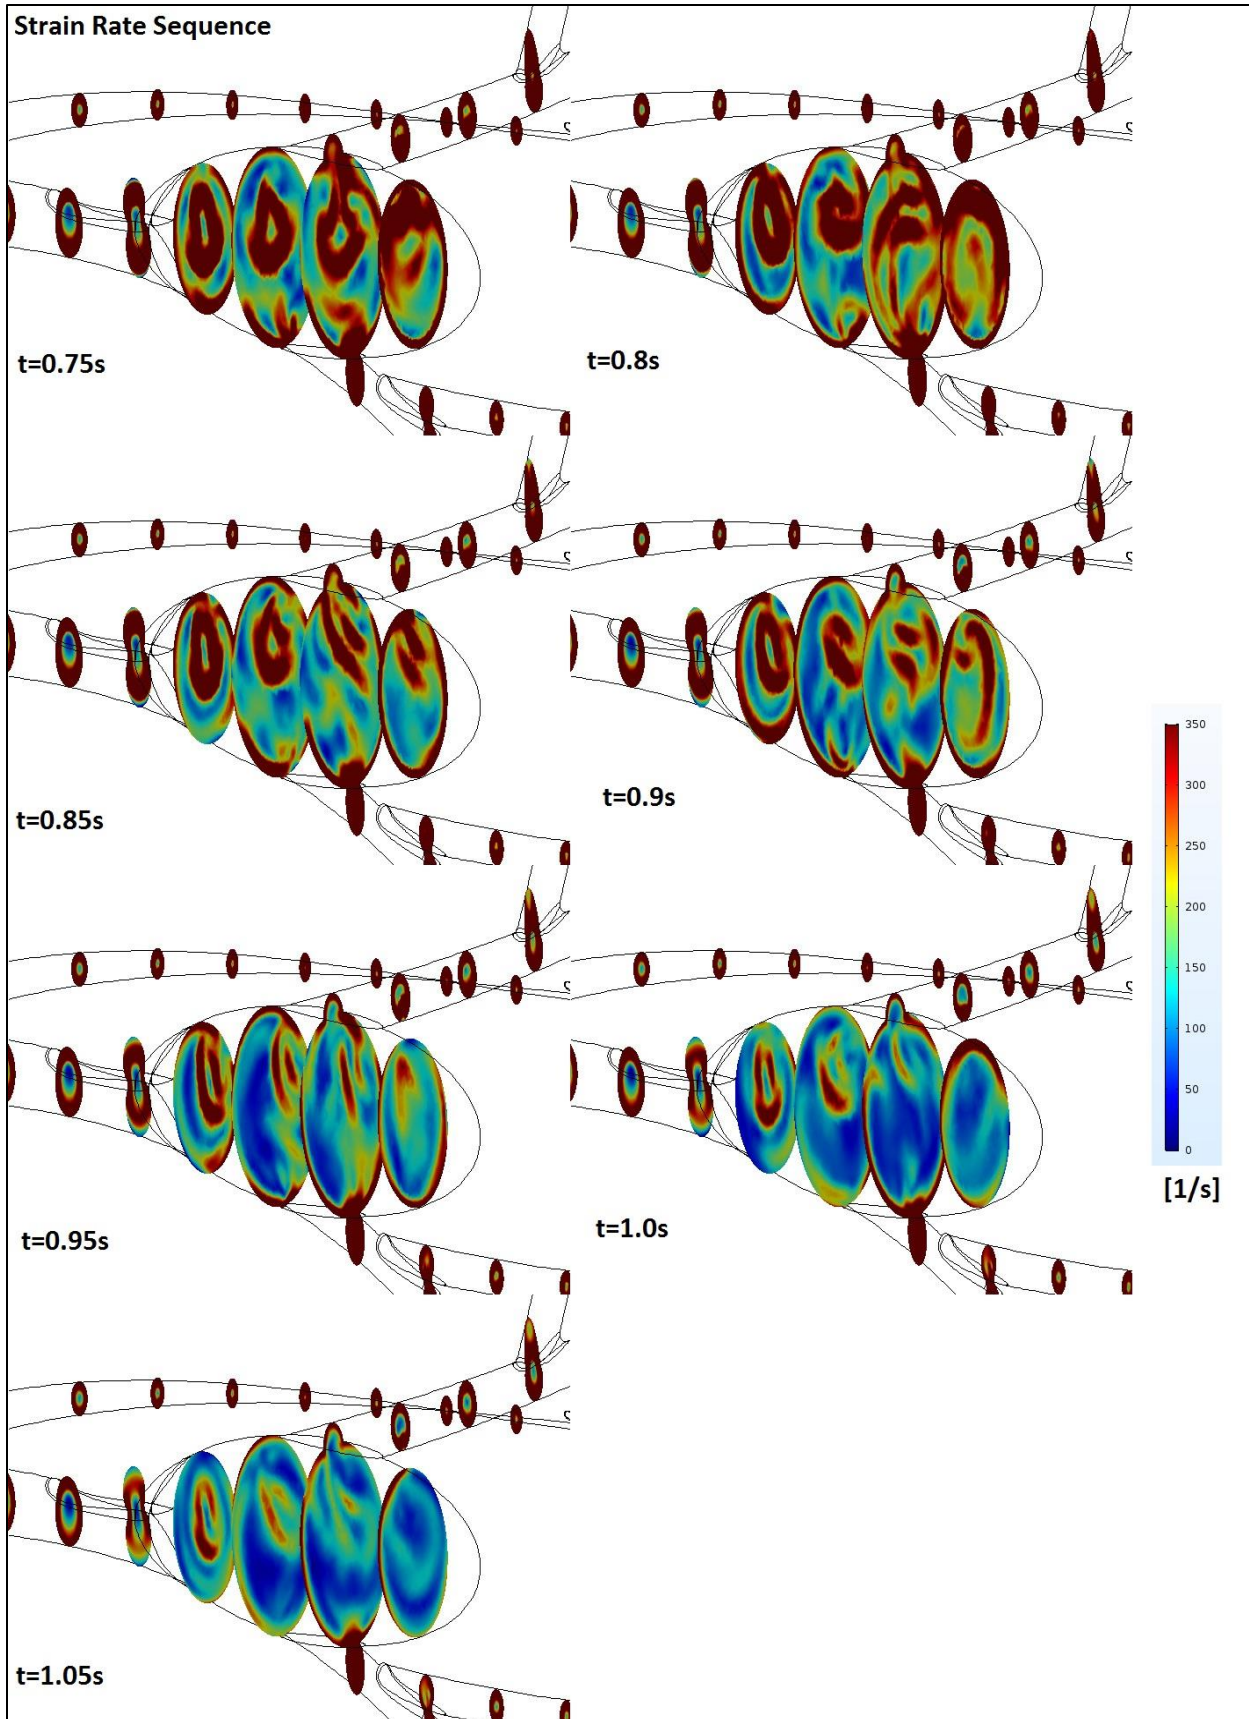 Strain Rate Sequence
t=0.75s
t=0.8s
t=0.85s
t=0.9s
350
300
250
200
150
100
50
0
[1/s]
t=0.95s
t=1.0s
t=1.05s